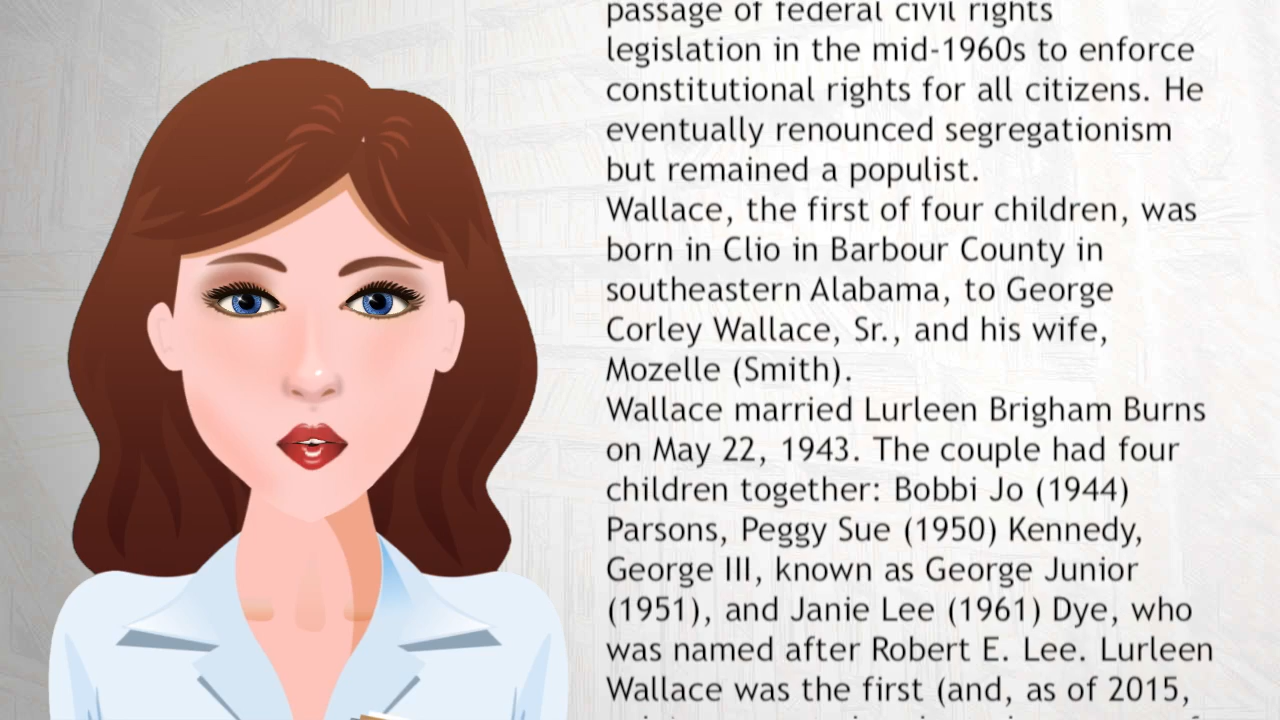 passage of federal civil rights
legislation in the mid-1960s to enforce
constitutional rights for all citizens. He
eventually renounced segregationism
but remained a populist.
Wallace, the first of four children, was
born in Clio in Barbour County in
southeastern Alabama, to George
Corley Wallace, Sr., and his wife,
Mozelle (Smith).
Wallace married Lurleen Brigham Burns
on May 22, 1943. The couple had four
children together: Bobbi Jo (1944)
Parsons, Peggy Sue (1950) Kennedy,
George III, known as George Junior
(1951), and Janie Lee (1961) Dye, who
was named after Robert E. Lee. Lurleen
Wallace was the first (and, as of 2015,